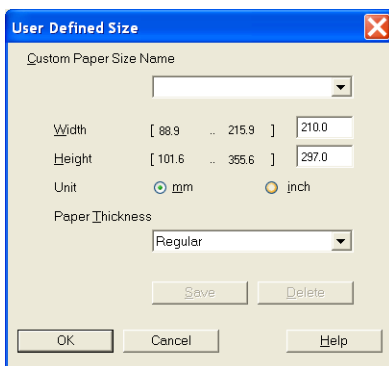 User Defined Size
Custom Paper Size Name
Width [ 88.9 .. 215.9 ] 210.0
Height [ 101.6 .. 355.6 ] 297.0
Unit mm inch
Paper Thickness
Regular
Save Delete
OK Cancel Help